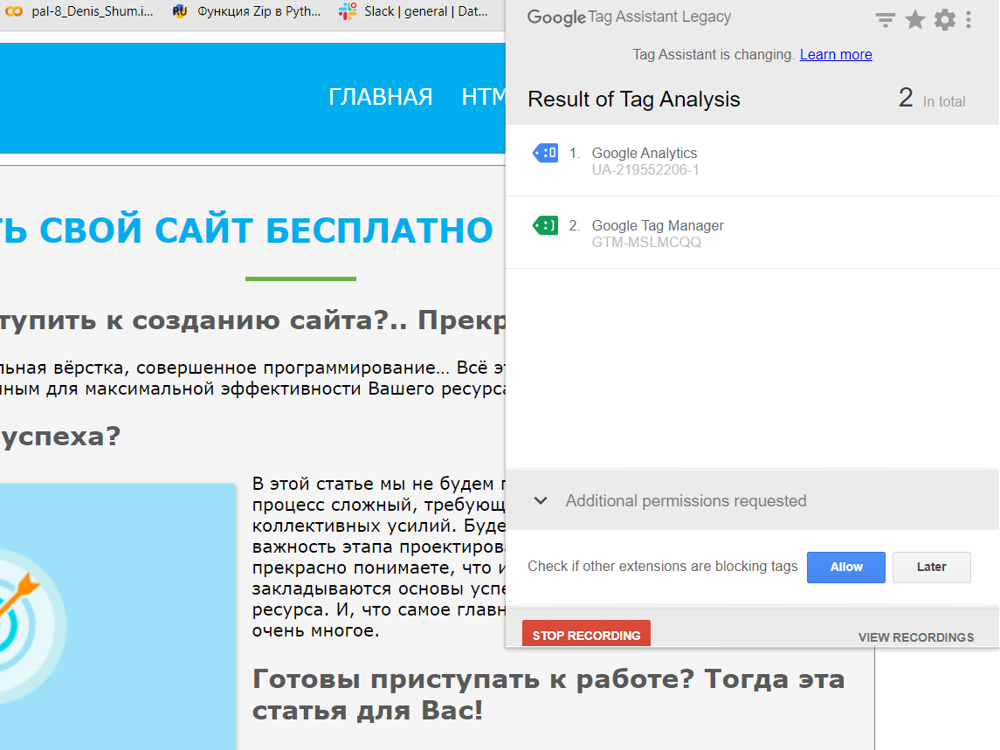 pal-8_Denis_Shum.i...
Функция Zip в Pyth...
Slack | general | Dat...
ГЛАВНАЯ
HTM
ТЬ СВОЙ САЙТ БЕСПЛАТНО
тупить к созданию сайта?.. Прекр
льная вёрстка, совершенное программирование... Всё эт
ным для максимальной эффективности Вашего ресурса
успеха?
В этой статье мы не будем п
процесс сложный, требующ
коллективных усилий. Буде
важность этапа проектирова
прекрасно понимаете, что и
закладываются основы успе
ресурса. И, что самое главн
очень многое.
Готовы приступать к работе? Тогда эта
статья для Вас!
Google Tag Assistant Legacy
Tag Assistant is changing. Learn more
Result of Tag Analysis
2 In total
1. Google Analytics
UA-219552206-1
2. Google Tag Manager
GTM-MSLMCQQ
Additional permissions requested
Check if other extensions are blocking tags
Allow
Later
STOP RECORDING
VIEW RECORDINGS